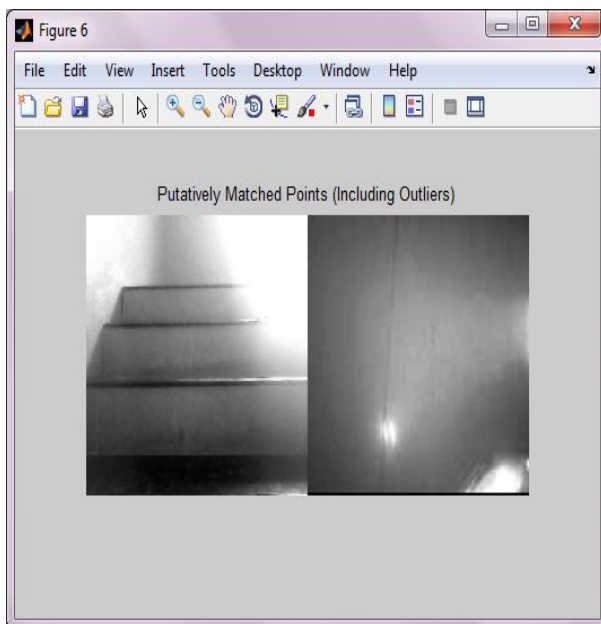 Figure 6
File Edit View Insert Tools Desktop Window Help
Putatively Matched Points (Including Outliers)